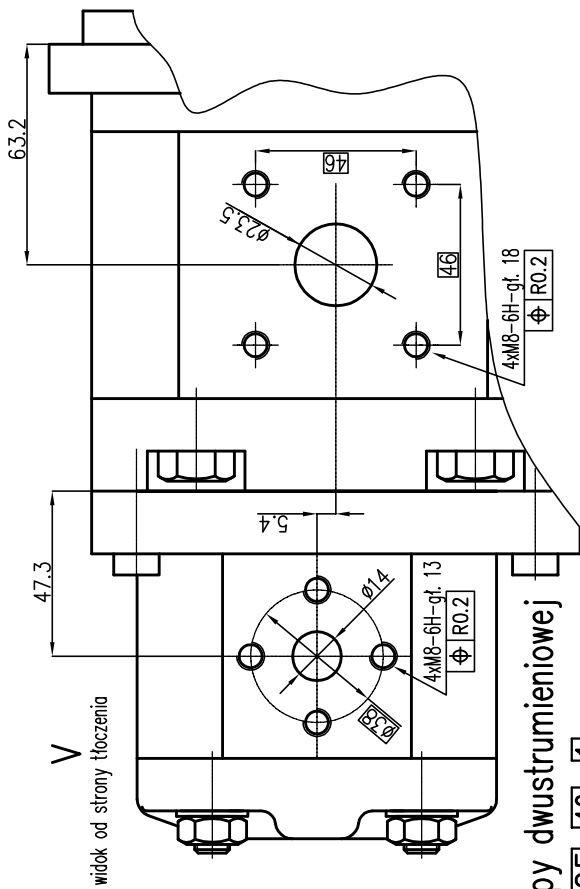 V
widok od strony tłoczenia
47.3
63.2
5.4
ø14
ø38
4xM8-6H-gł. 13
⌖ R0.2
ø23.5
46
46
4xM8-6H-gł. 18
⌖ R0.2
dwustrumieniowej